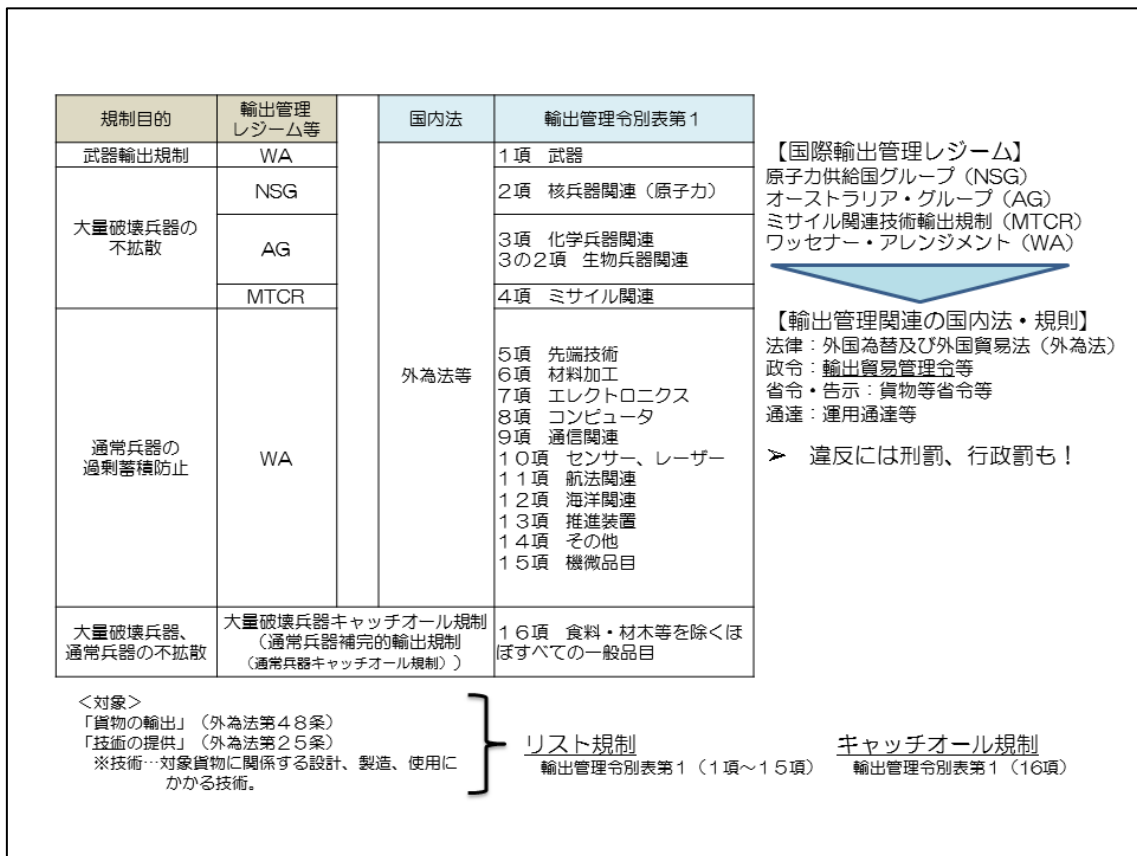 規制目的
輸出管理
レジーム等
国内法
輸出管理令別表第1
武器輸出規制
WA
1項 武器
大量破壊兵器の
不拡散
NSG
2項 核兵器関連（原子力）
AG
3項 化学兵器関連
3の2項 生物兵器関連
MTCR
4項 ミサイル関連
外為法等
通常兵器の
過剰蓄積防止
WA
5項 先端技術
6項 材料加工
7項 エレクトロニクス
8項 コンピュータ
9項 通信関連
10項 センサー、レーザー
11項 航法関連
12項 海洋関連
13項 推進装置
14項 その他
15項 機微品目
大量破壊兵器、
通常兵器の不拡散
大量破壊兵器キャッチオール規制
（通常兵器補完的輸出規制
（通常兵器キャッチオール規制））
16項 食料・材木等を除くほ
ぼすべての一般品目
【国際輸出管理レジーム】
原子力供給国グループ（NSG）
オーストラリア・グループ（AG）
ミサイル関連技術輸出規制（MTCR）
ワッセナー・アレンジメント（WA）
【輸出管理関連の国内法・規則】
法律：外国為替及び外国貿易法（外為法）
政令：輸出貿易管理令等
省令・告示：貨物等省令等
通達：運用通達等
➢ 違反には刑罰、行政罰も！
＜対象＞
「貨物の輸出」（外為法第48条）
「技術の提供」（外為法第25条）
※技術…対象貨物に関係する設計、製造、使用に
かかる技術。
リスト規制
輸出管理令別表第1（1項～15項）
キャッチオール規制
輸出管理令別表第1（16項）